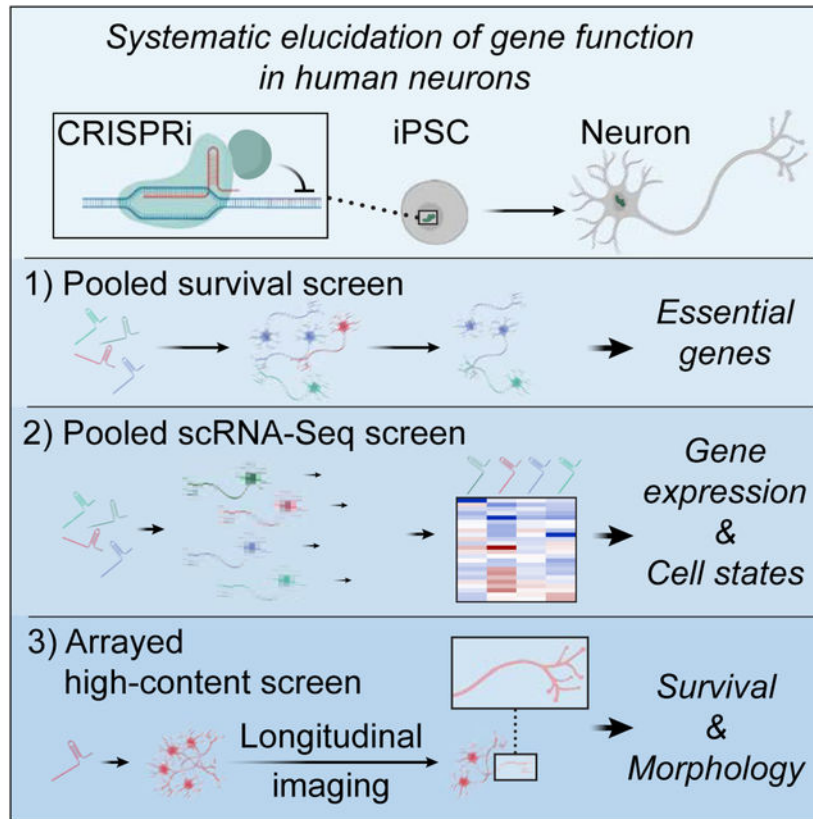 Systematic elucidation of gene function
in human neurons
CRISPRi
iPSC
Neuron
1) Pooled survival screen
Essential
genes
2) Pooled scRNA-Seq screen
Gene
expression
&
Cell states
3) Arrayed
high-content screen
Longitudinal
imaging
Survival
&
Morphology